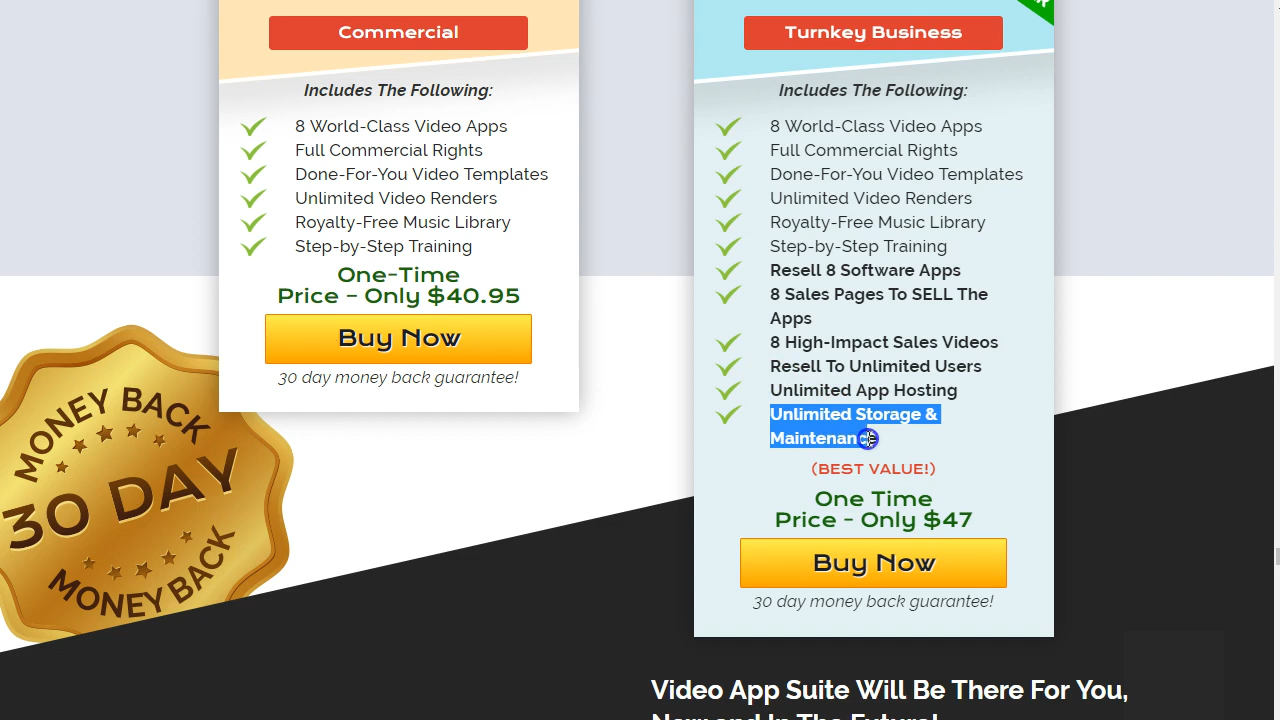 Commercial
Includes The Following:
8 World-Class Video Apps
Full Commercial Rights
Done-For-You Video Templates
Unlimited Video Renders
Royalty-Free Music Library
Step-by-Step Training
One-Time
Price – Only $40.95
Buy Now
30 day money back guarantee!
MONEY BACK
30 DAY
MONEY BACK
Turnkey Business
Includes The Following:
8 World-Class Video Apps
Full Commercial Rights
Done-For-You Video Templates
Unlimited Video Renders
Royalty-Free Music Library
Step-by-Step Training
Resell 8 Software Apps
8 Sales Pages To SELL The
Apps
8 High-Impact Sales Videos
Resell To Unlimited Users
Unlimited App Hosting
Unlimited Storage &
Maintenance
(BEST VALUE!)
One Time
Price - Only $47
Buy Now
30 day money back guarantee!
Video App Suite Will Be There For You,
Now and In The Future!